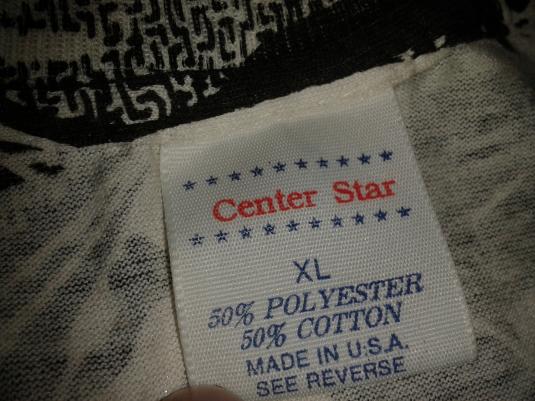 Center Star
XL
50% POLYESTER
50% COTTON
MADE IN U.S.A.
SEE REVERSE